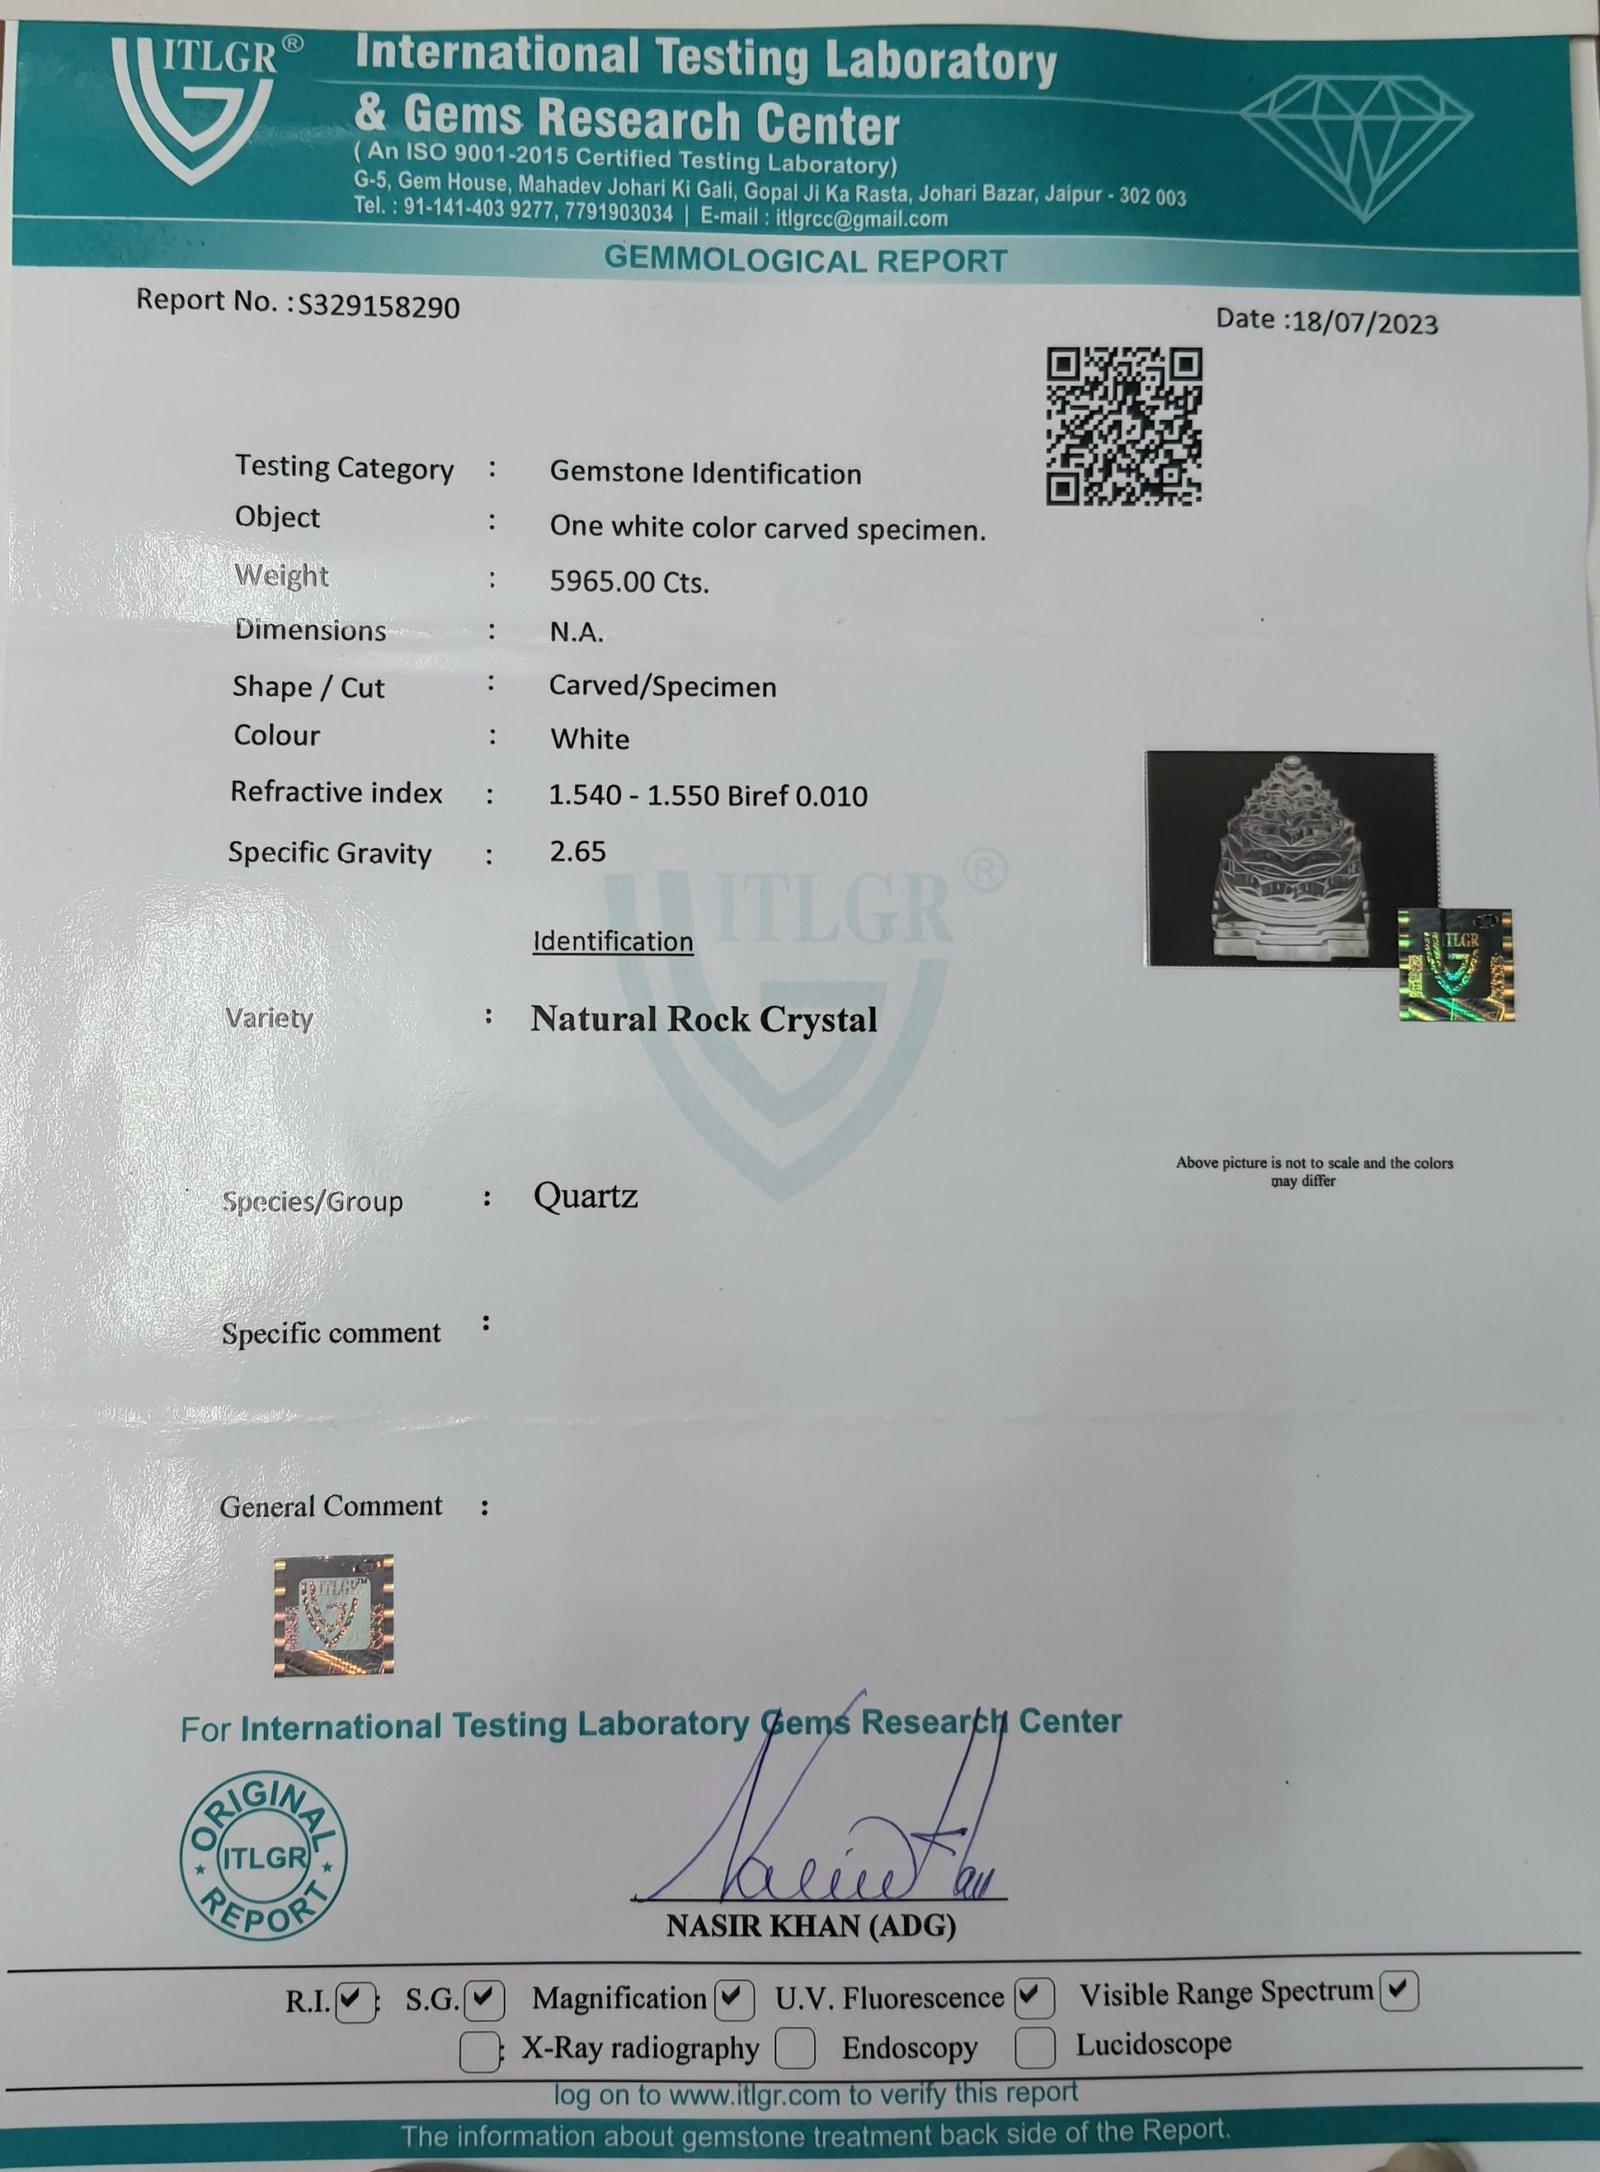 ITLGR®
International Testing Laboratory
& Gems Research Center
( An ISO 9001-2015 Certified Testing Laboratory)
G-5, Gem House, Mahadev Johari Ki Gali, Gopal Ji Ka Rasta, Johari Bazar, Jaipur - 302 003
Tel. : 91-141-403 9277, 7791903034 | E-mail : itlgrcc@gmail.com
GEMMOLOGICAL REPORT
Report No. :S329158290
Date :18/07/2023
Testing Category : Gemstone Identification
Object : One white color carved specimen.
Weight : 5965.00 Cts.
Dimensions : N.A.
Shape / Cut : Carved/Specimen
Colour : White
Refractive index : 1.540 - 1.550 Biref 0.010
Specific Gravity : 2.65
ITLGR®
Identification
ITLGR
Variety : Natural Rock Crystal
Above picture is not to scale and the colors
may differ
Species/Group : Quartz
Specific comment :
General Comment :
ITLGR
For International Testing Laboratory Gems Research Center
ORIGINAL
ITLGR
REPORT
Nasir Khan
NASIR KHAN (ADG)
R.I. : S.G. Magnification U.V. Fluorescence Visible Range Spectrum
: X-Ray radiography Endoscopy Lucidoscope
log on to www.itlgr.com to verify this report
The information about gemstone treatment back side of the Report.